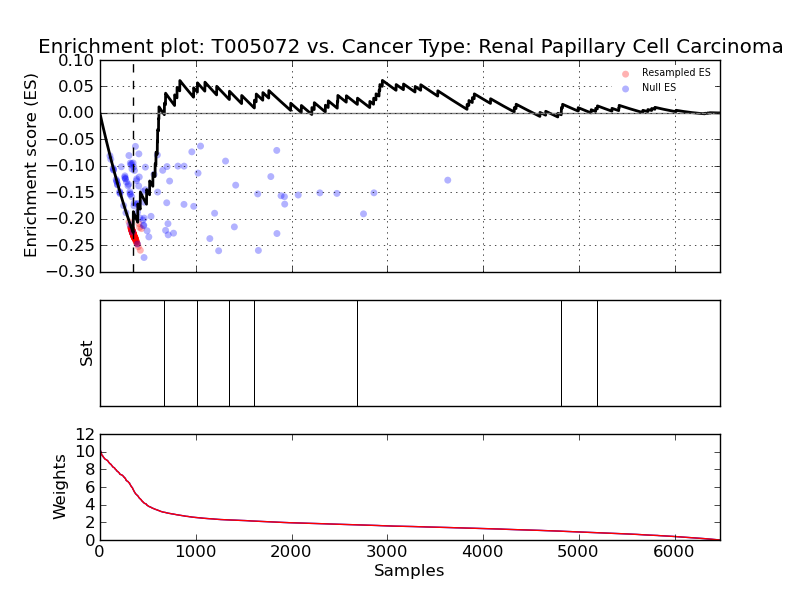 Enrichment plot: T005072 vs. Cancer Type: Renal Papillary Cell Carcinoma
Enrichment score (ES)
0.10
0.05
0.00
−0.05
−0.10
−0.15
−0.20
−0.25
−0.30
Resampled ES
Null ES
Set
Weights
12
10
8
6
4
2
0
0 1000 2000 3000 4000 5000 6000
Samples